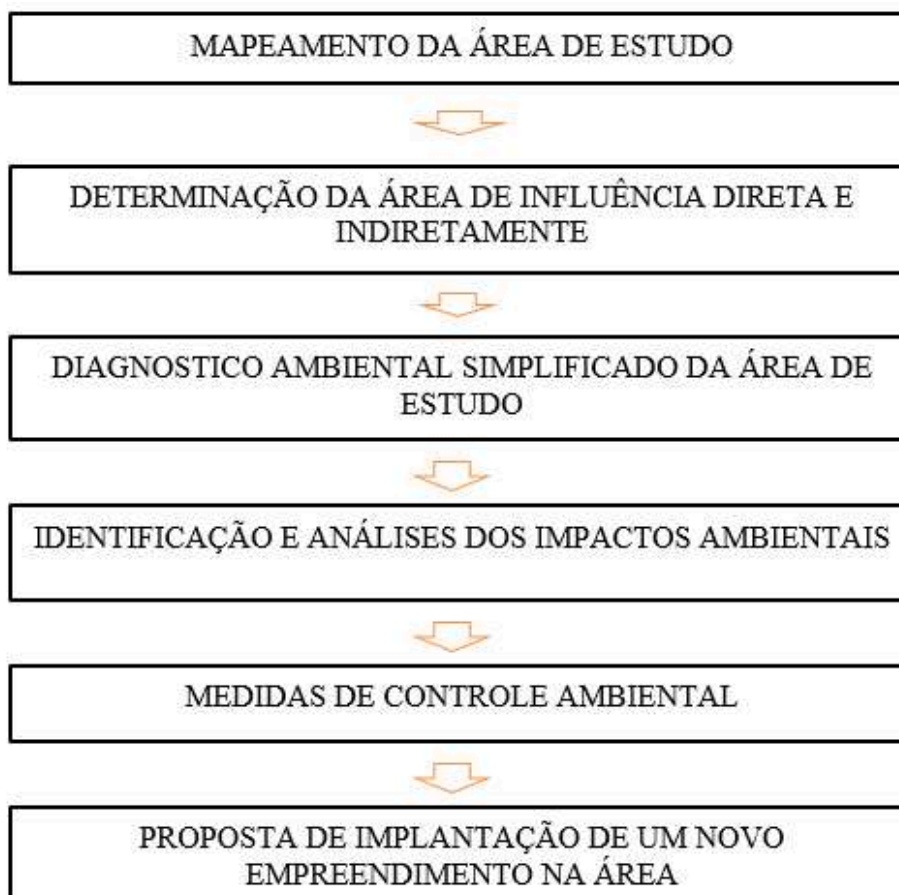 MAPEAMENTO DA ÁREA DE ESTUDO
DETERMINAÇÃO DA ÁREA DE INFLUÊNCIA DIRETA E
INDIRETAMENTE
DIAGNOSTICO AMBIENTAL SIMPLIFICADO DA ÁREA DE
ESTUDO
IDENTIFICAÇÃO E ANÁLISES DOS IMPACTOS AMBIENTAIS
MEDIDAS DE CONTROLE AMBIENTAL
PROPOSTA DE IMPLANTAÇÃO DE UM NOVO
EMPREENDIMENTO NA ÁREA